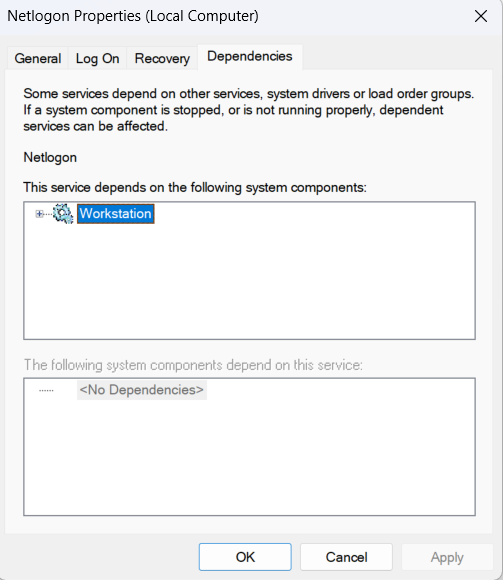 Netlogon Properties (Local Computer)
General Log On Recovery Dependencies
Some services depend on other services, system drivers or load order groups.
If a system component is stopped, or is not running properly, dependent
services can be affected.
Netlogon
This service depends on the following system components:
Workstation
The following system components depend on this service:
<No Dependencies>
OK Cancel Apply